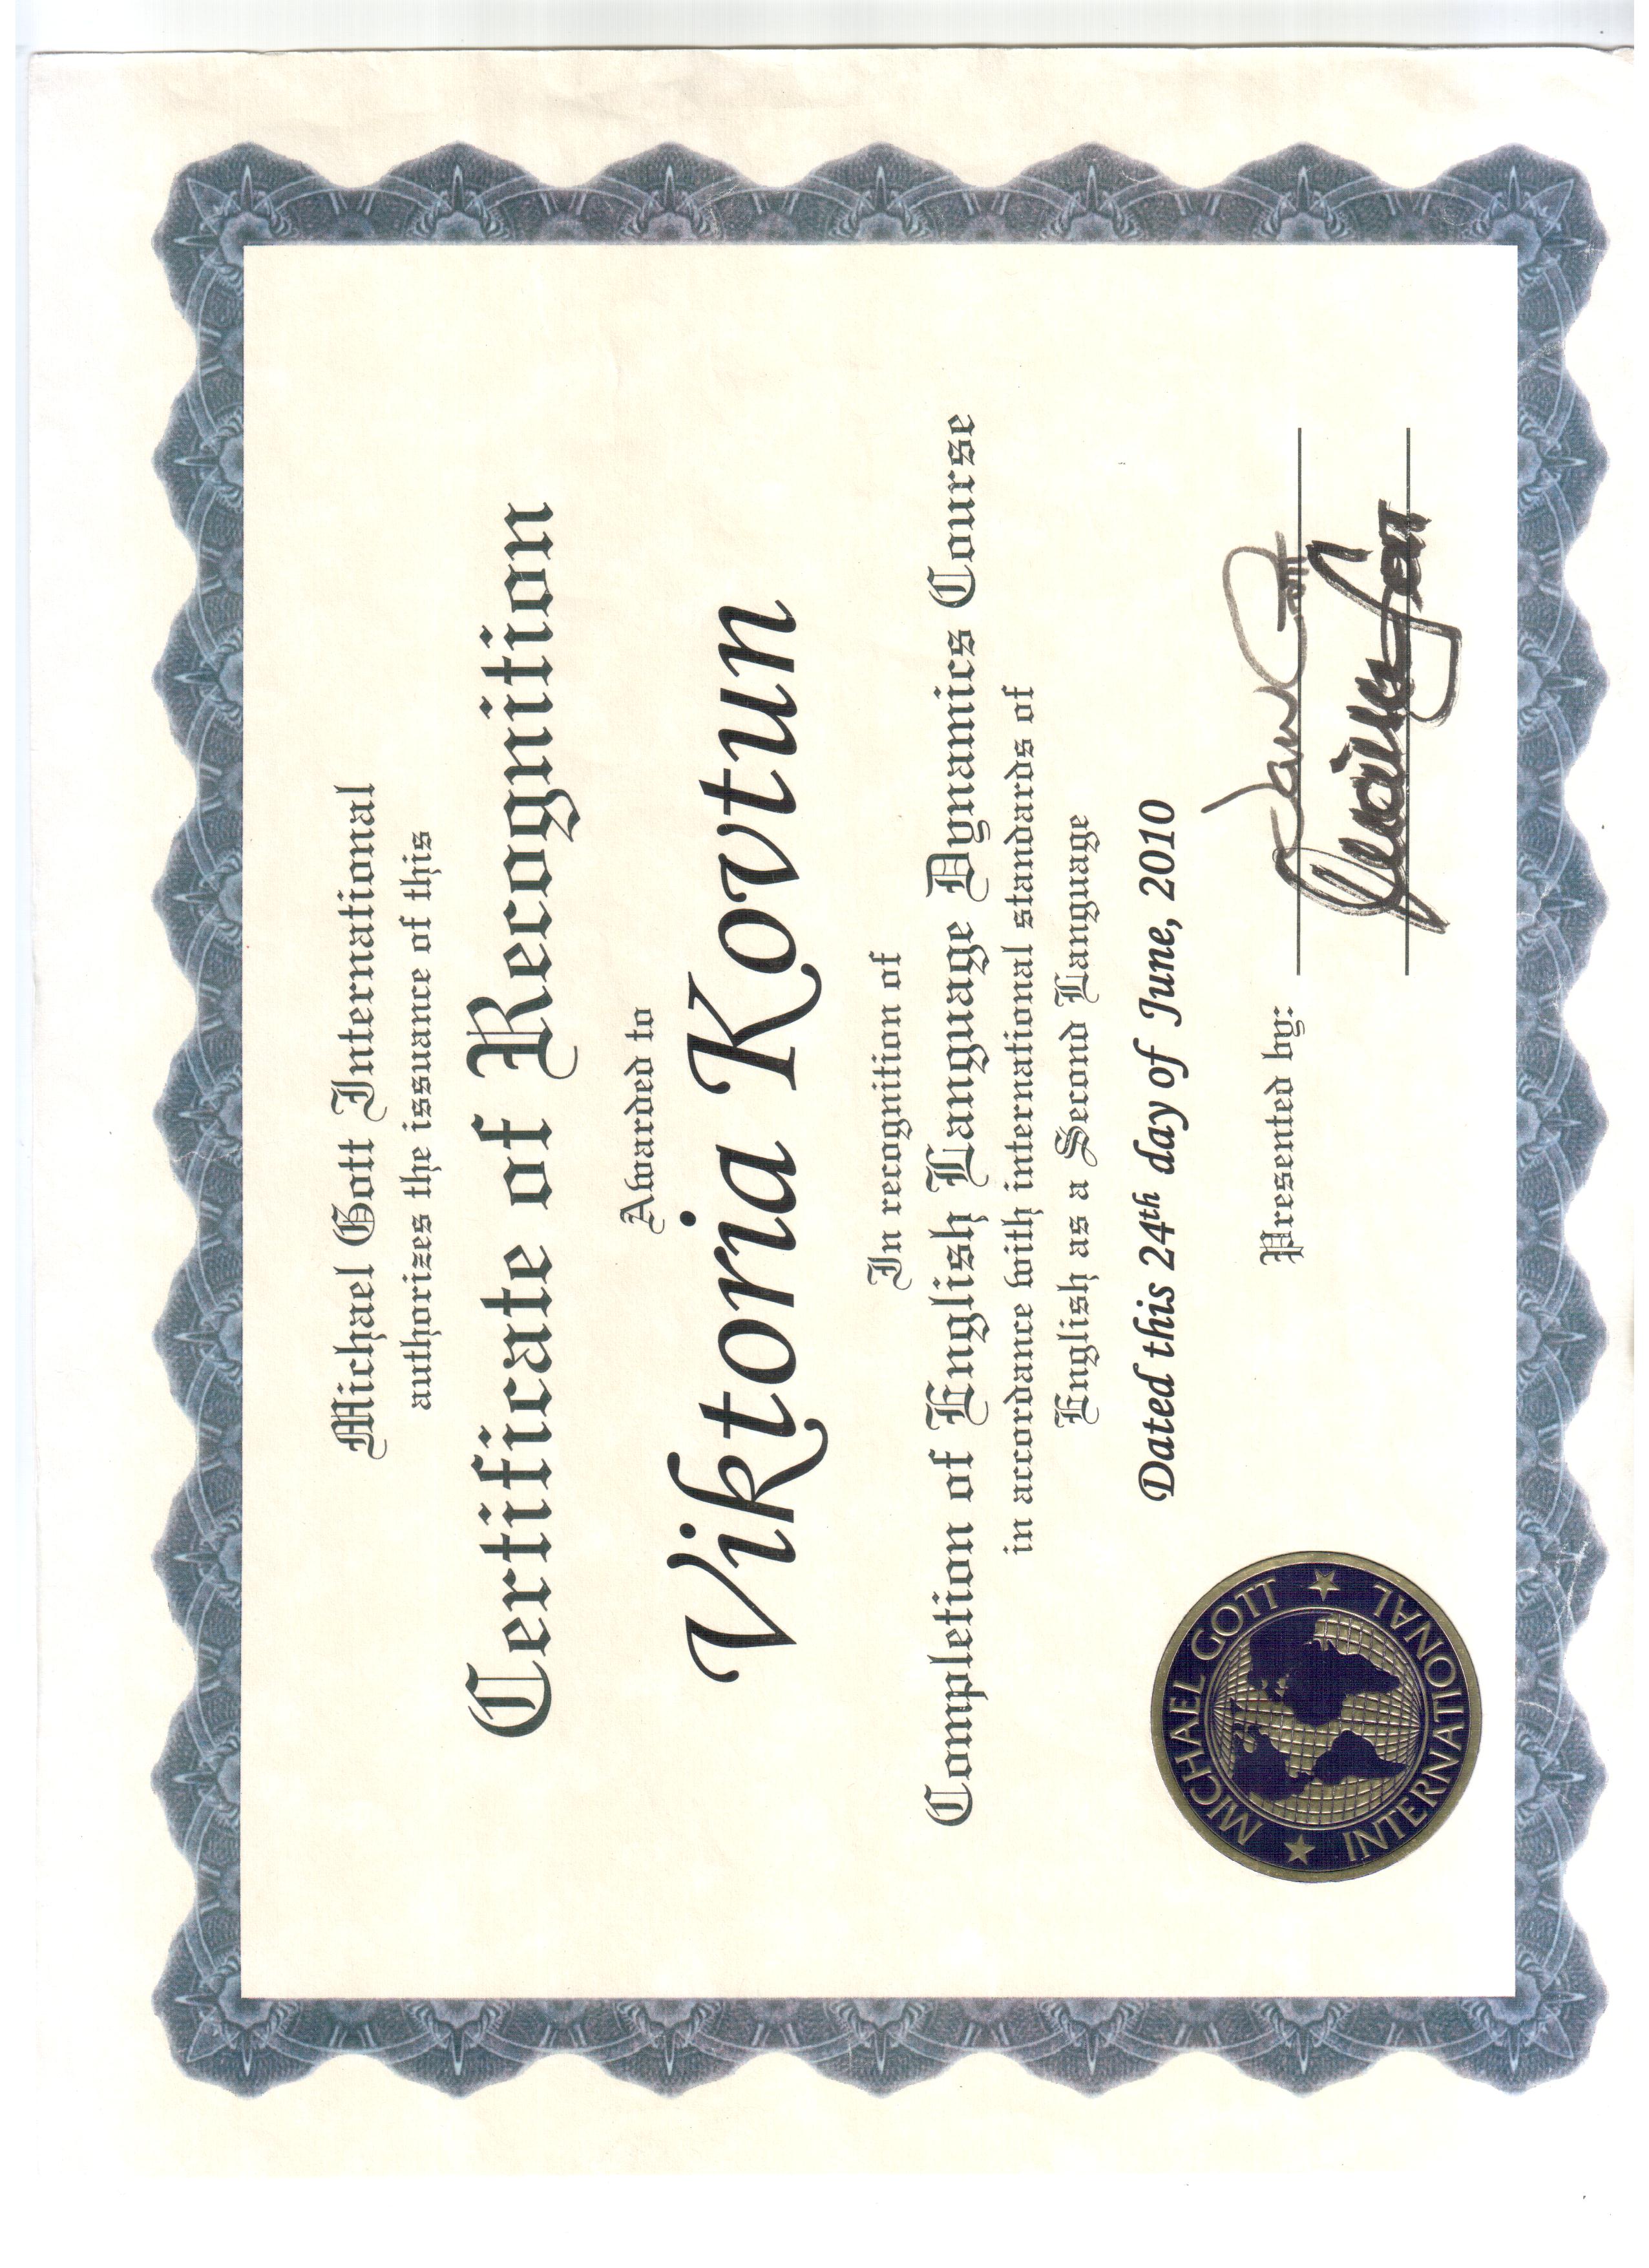 Michael Gott International
authorizes the issuance of this
Certificate of Recognition
Awarded to
Viktoria Kovtun
In recognition of
Completion of English Language Dynamics Course
in accordance with international standards of
English as a Second Language
Dated this 24th day of June, 2010
Presented by:
MICHAEL GOTT
INTERNATIONAL